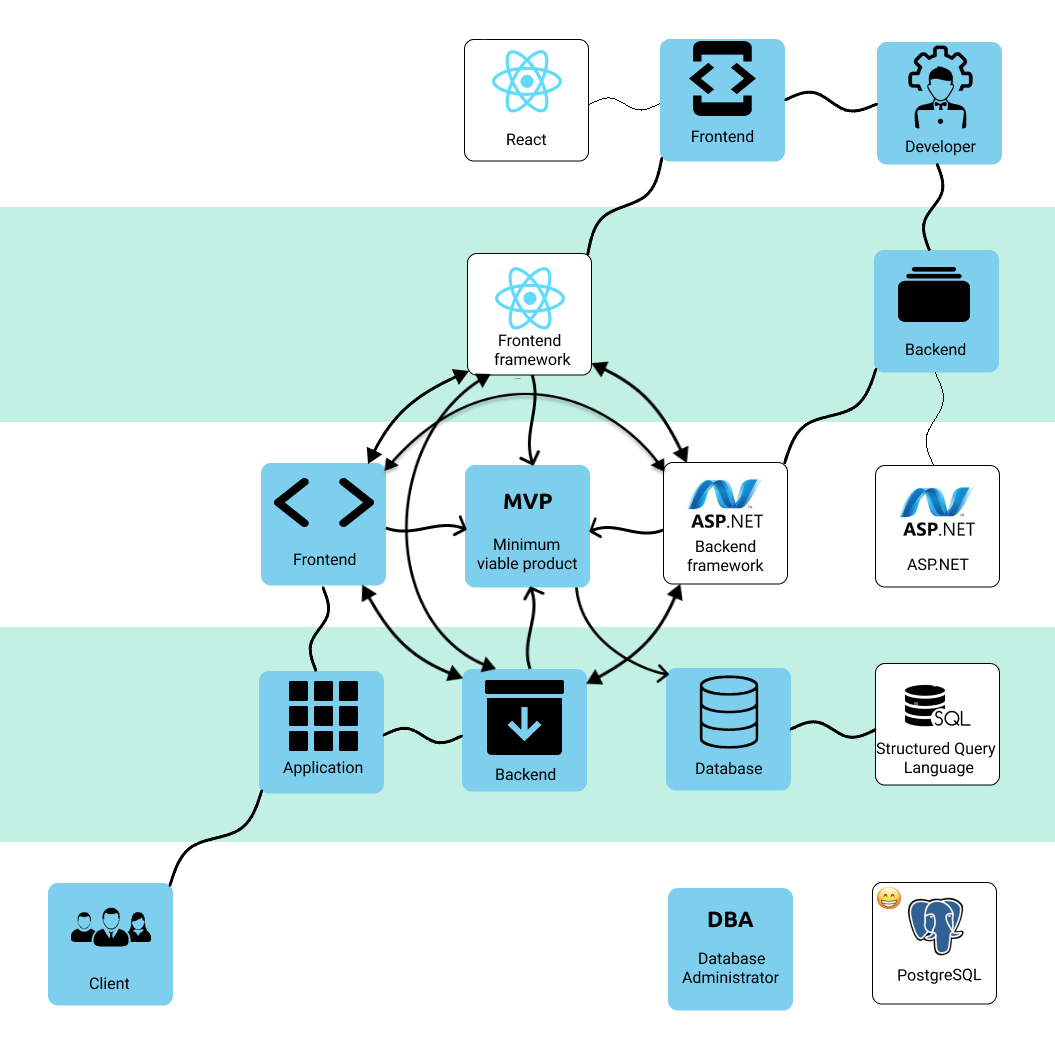 React
Frontend
Developer
Frontend
framework
Backend
Frontend
MVP
Minimum
viable product
ASP.NET
Backend
framework
ASP.NET
ASP.NET
Application
Backend
Database
SQL
Structured Query
Language
Client
DBA
Database
Administrator
PostgreSQL